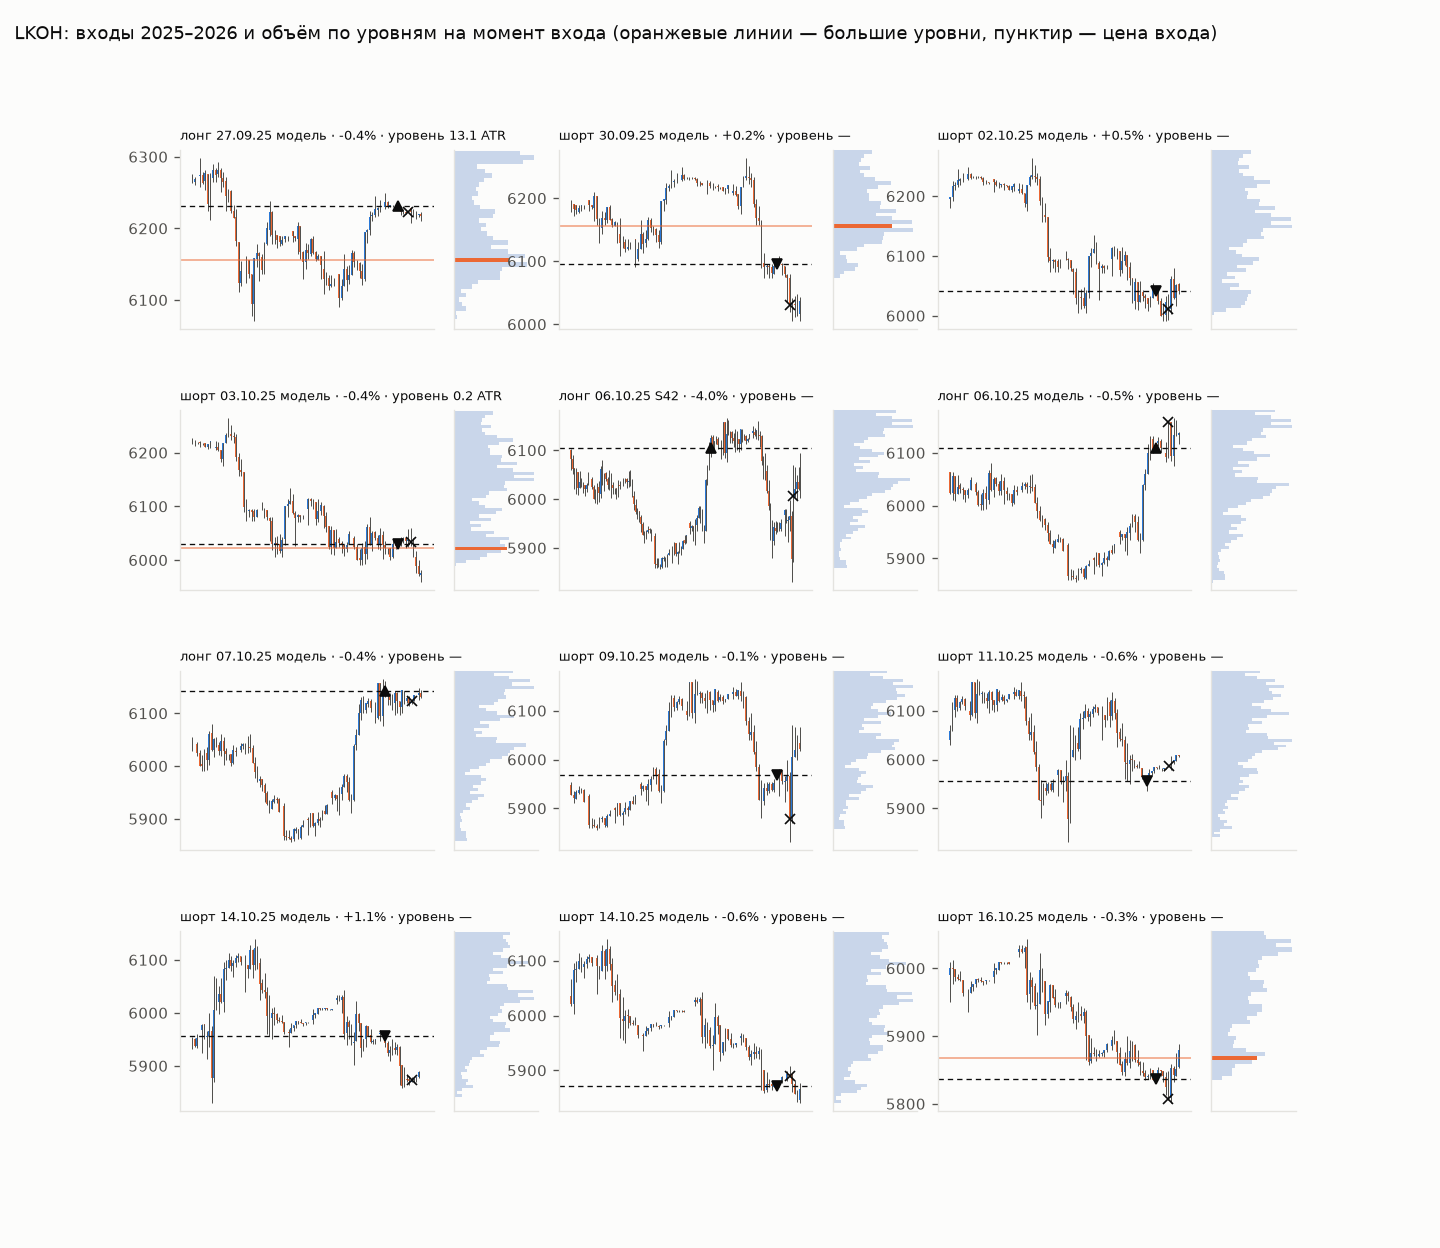 LKOH: входы 2025–2026 и объём по уровням на момент входа (оранжевые линии — большие уровни, пунктир — цена входа)
лонг 27.09.25 модель · -0.4% · уровень 13.1 ATR
6300
6200
6100
шорт 30.09.25 модель · +0.2% · уровень —
6200
6100
6000
шорт 02.10.25 модель · +0.5% · уровень —
6200
6100
6000
шорт 03.10.25 модель · -0.4% · уровень 0.2 ATR
6200
6100
6000
лонг 06.10.25 S42 · -4.0% · уровень —
6100
6000
5900
лонг 06.10.25 модель · -0.5% · уровень —
6100
6000
5900
лонг 07.10.25 модель · -0.4% · уровень —
6100
6000
5900
шорт 09.10.25 модель · -0.1% · уровень —
6100
6000
5900
шорт 11.10.25 модель · -0.6% · уровень —
6100
6000
5900
шорт 14.10.25 модель · +1.1% · уровень —
6100
6000
5900
шорт 14.10.25 модель · -0.6% · уровень —
6100
6000
5900
шорт 16.10.25 модель · -0.3% · уровень —
6000
5900
5800